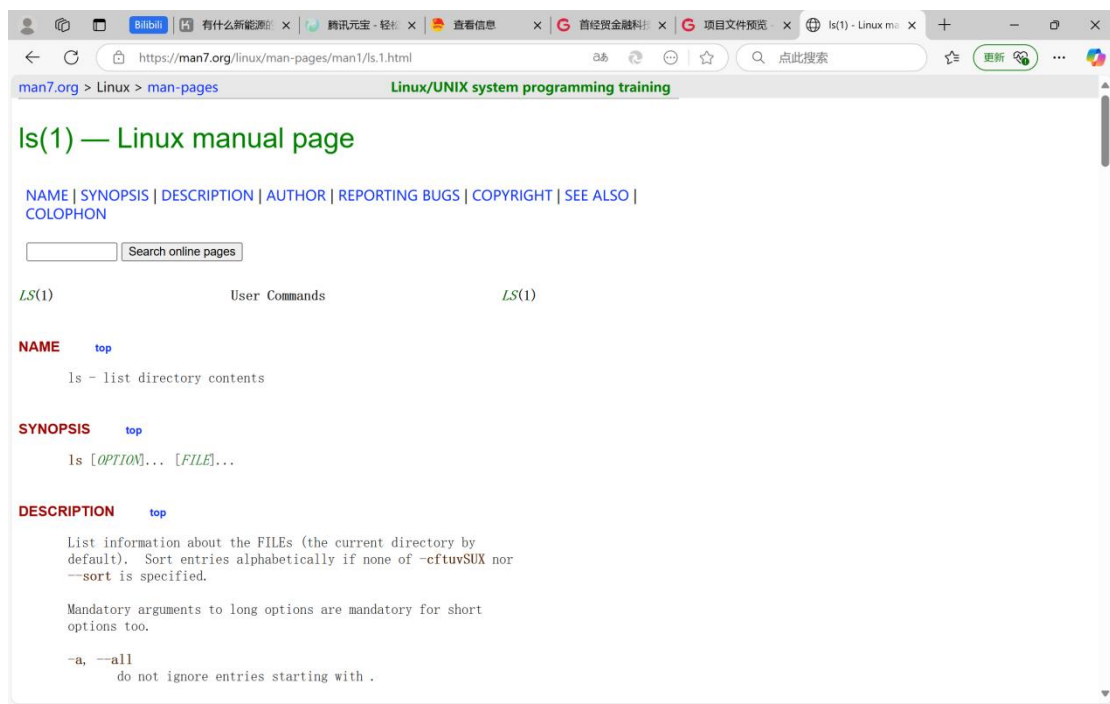 Bilibili
有什么新能源
腾讯元宝 - 轻松
查看信息
首经贸金融科技
项目文件预览 -
ls(1) - Linux ma
https://man7.org/linux/man-pages/man1/ls.1.html
aあ
点此搜索
更新
man7.org > Linux > man-pages
Linux/UNIX system programming training
ls(1) — Linux manual page
NAME | SYNOPSIS | DESCRIPTION | AUTHOR | REPORTING BUGS | COPYRIGHT | SEE ALSO |
COLOPHON
Search online pages
LS(1) User Commands LS(1)
NAME top
ls - list directory contents
SYNOPSIS top
ls [OPTION]... [FILE]...
DESCRIPTION top
List information about the FILEs (the current directory by
default). Sort entries alphabetically if none of -cftuvSUX nor
--sort is specified.
Mandatory arguments to long options are mandatory for short
options too.
-a, --all
do not ignore entries starting with .